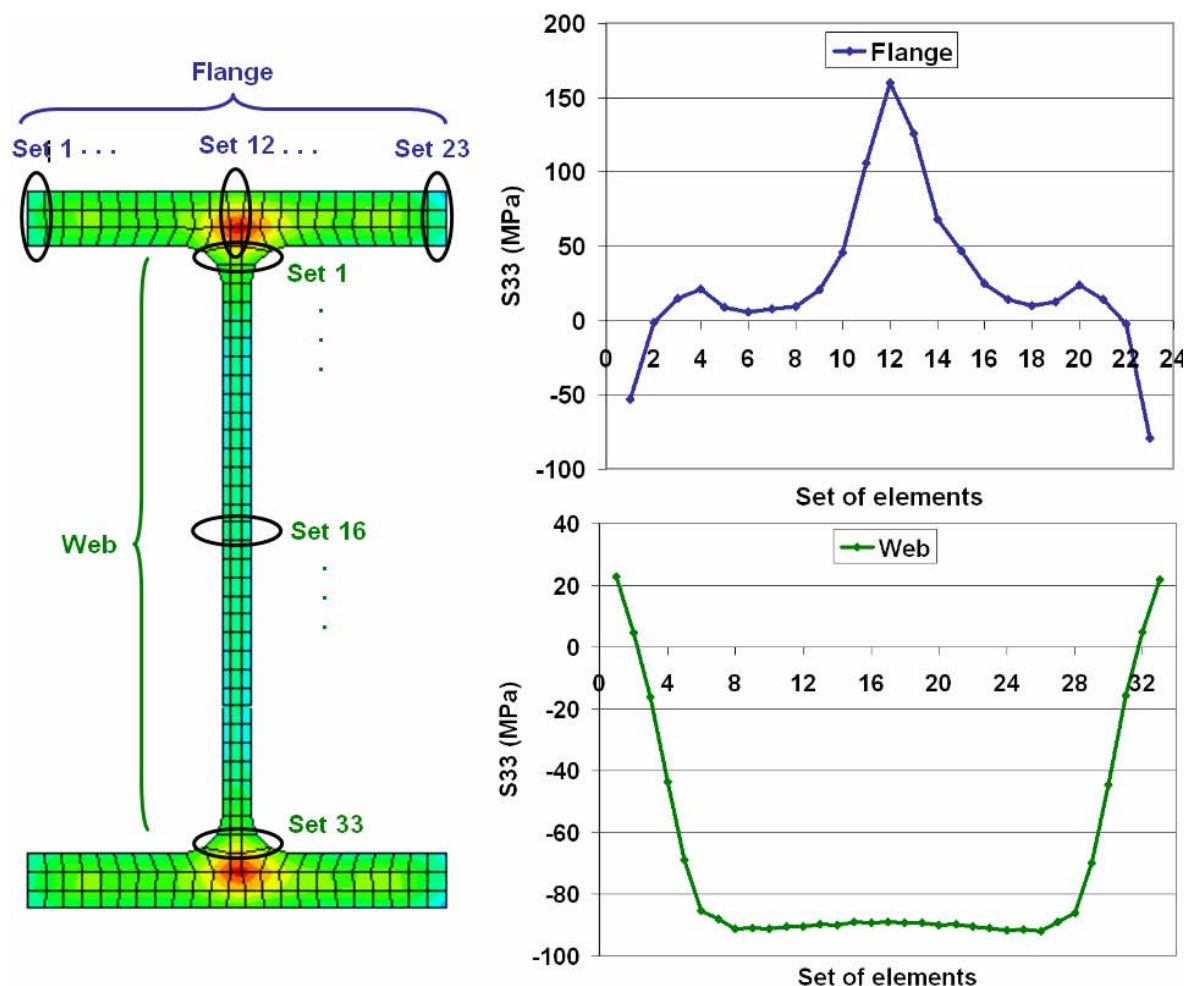 Flange
Set 1 . . .
Set 12 . . .
Set 23
Set 1
.
.
.
Web
Set 16
.
.
.
Set 33
200
150
100
50
0
-50
-100
S33 (MPa)
Flange
0 2 4 6 8 10 12 14 16 18 20 22 24
Set of elements
40
20
0
-20
-40
-60
-80
-100
S33 (MPa)
Web
0 4 8 12 16 20 24 28 32
Set of elements